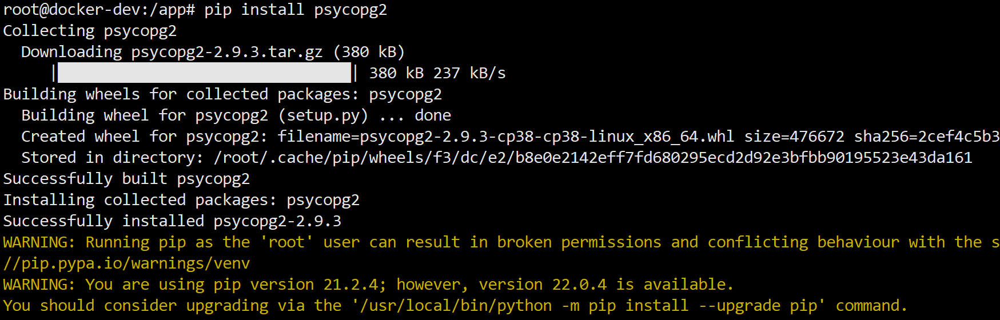 root@docker-dev:/app# pip install psycopg2
Collecting psycopg2
  Downloading psycopg2-2.9.3.tar.gz (380 kB)
     |████████████████████████████████| 380 kB 237 kB/s
Building wheels for collected packages: psycopg2
  Building wheel for psycopg2 (setup.py) ... done
  Created wheel for psycopg2: filename=psycopg2-2.9.3-cp38-cp38-linux_x86_64.whl size=476672 sha256=2cef4c5b3
  Stored in directory: /root/.cache/pip/wheels/f3/dc/e2/b8e0e2142eff7fd680295ecd2d92e3bfbb90195523e43da161
Successfully built psycopg2
Installing collected packages: psycopg2
Successfully installed psycopg2-2.9.3
WARNING: Running pip as the 'root' user can result in broken permissions and conflicting behaviour with the s
//pip.pypa.io/warnings/venv
WARNING: You are using pip version 21.2.4; however, version 22.0.4 is available.
You should consider upgrading via the '/usr/local/bin/python -m pip install --upgrade pip' command.